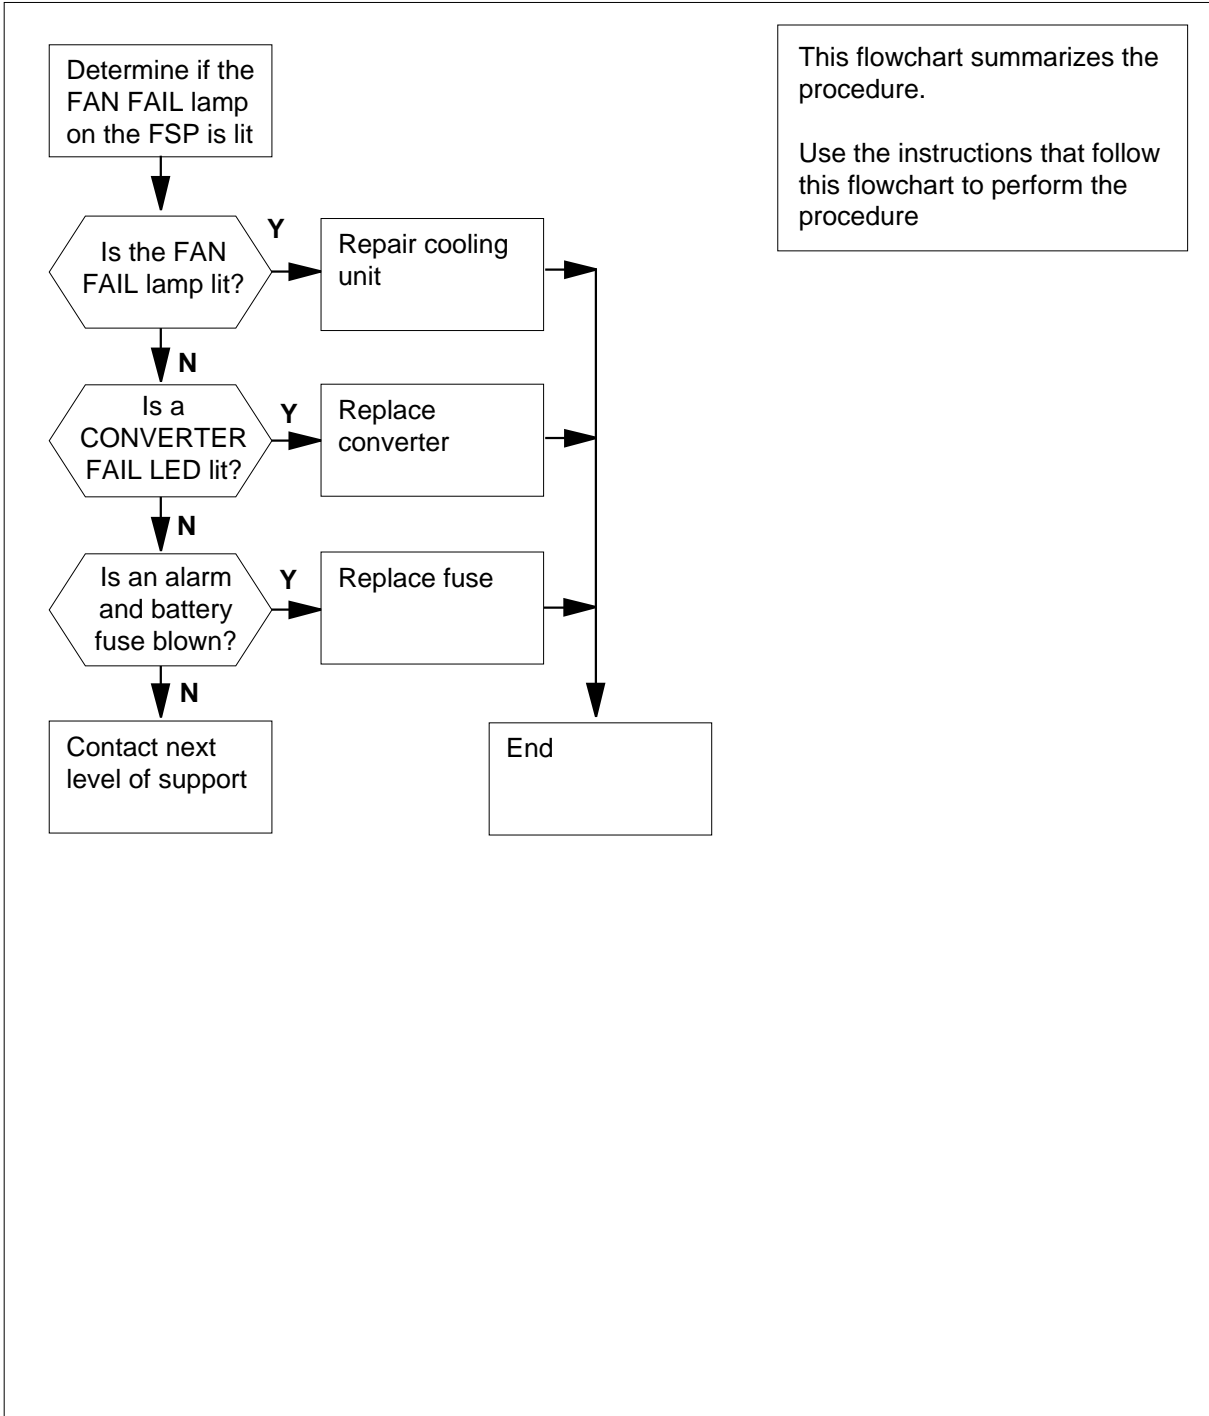 Determine if the
FAN FAIL lamp
on the FSP is lit
This flowchart summarizes the
procedure.
Use the instructions that follow
this flowchart to perform the
procedure
Is the FAN
FAIL lamp lit?
Y
Repair cooling
unit
N
Is a
CONVERTER
FAIL LED lit?
Y
Replace
converter
N
Is an alarm
and battery
fuse blown?
Y
Replace fuse
N
Contact next
level of support
End